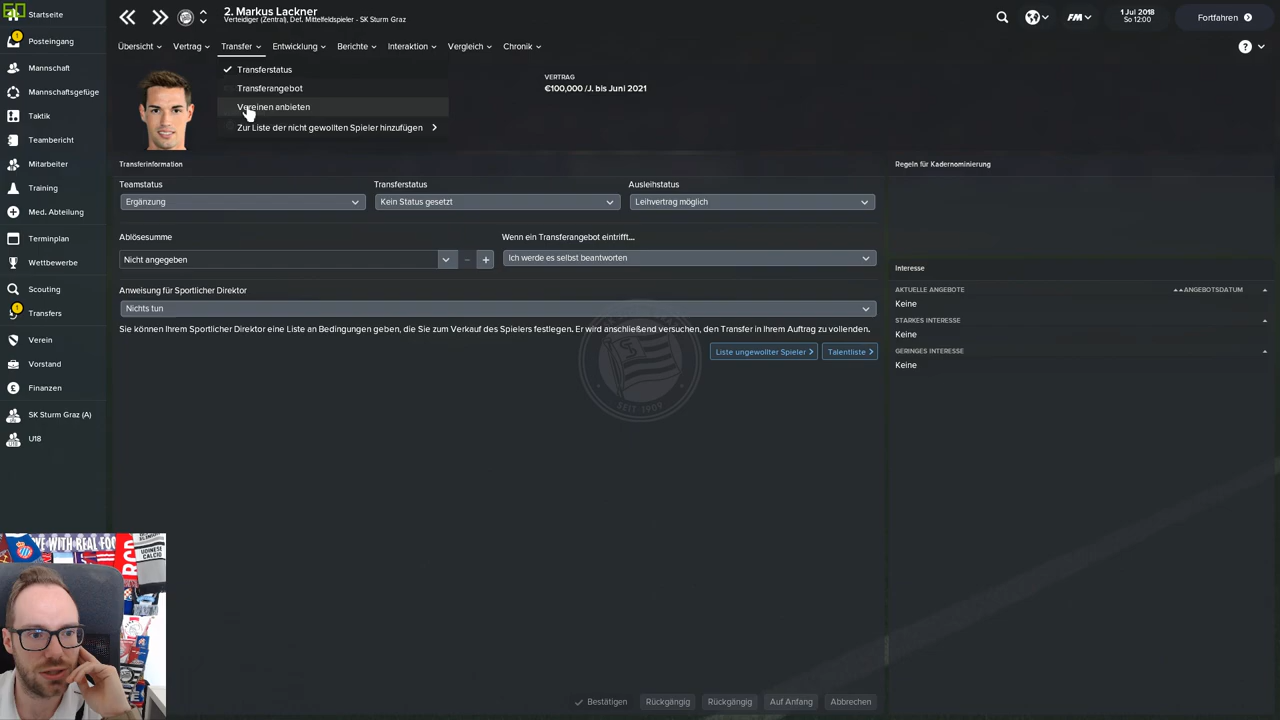 Startseite
Posteingang
1
Mannschaft
Mannschaftsgefüge
Taktik
Teambericht
Mitarbeiter
Training
Med. Abteilung
Terminplan
Wettbewerbe
Scouting
Transfers
1
Verein
Vorstand
Finanzen
SK Sturm Graz (A)
U18
2. Markus Lackner
Verteidiger (Zentral), Def. Mittelfeldspieler - SK Sturm Graz
FM
1 Jul 2018
So 12:00
Fortfahren
Übersicht
Vertrag
Transfer
Entwicklung
Berichte
Interaktion
Vergleich
Chronik
?
Transferstatus
Transferangebot
Vereinen anbieten
Zur Liste der nicht gewollten Spieler hinzufügen
VERTRAG
€100,000 /J. bis Juni 2021
Transferinformation
Teamstatus
Ergänzung
Transferstatus
Kein Status gesetzt
Ausleihstatus
Leihvertrag möglich
Ablösesumme
Nicht angegeben
Wenn ein Transferangebot eintrifft...
Ich werde es selbst beantworten
Anweisung für Sportlicher Direktor
Nichts tun
Sie können Ihrem Sportlicher Direktor eine Liste an Bedingungen geben, die Sie zum Verkauf des Spielers festlegen. Er wird anschließend versuchen, den Transfer in Ihrem Auftrag zu vollenden.
Liste ungewollter Spieler
Talentliste
SEIT 1909
Regeln für Kadernominierung
Interesse
AKTUELLE ANGEBOTE
ANGEBOTSDATUM
Keine
STARKES INTERESSE
Keine
GERINGES INTERESSE
Keine
Bestätigen
Rückgängig
Rückgängig
Auf Anfang
Abbrechen
UDINESE
CALCIO